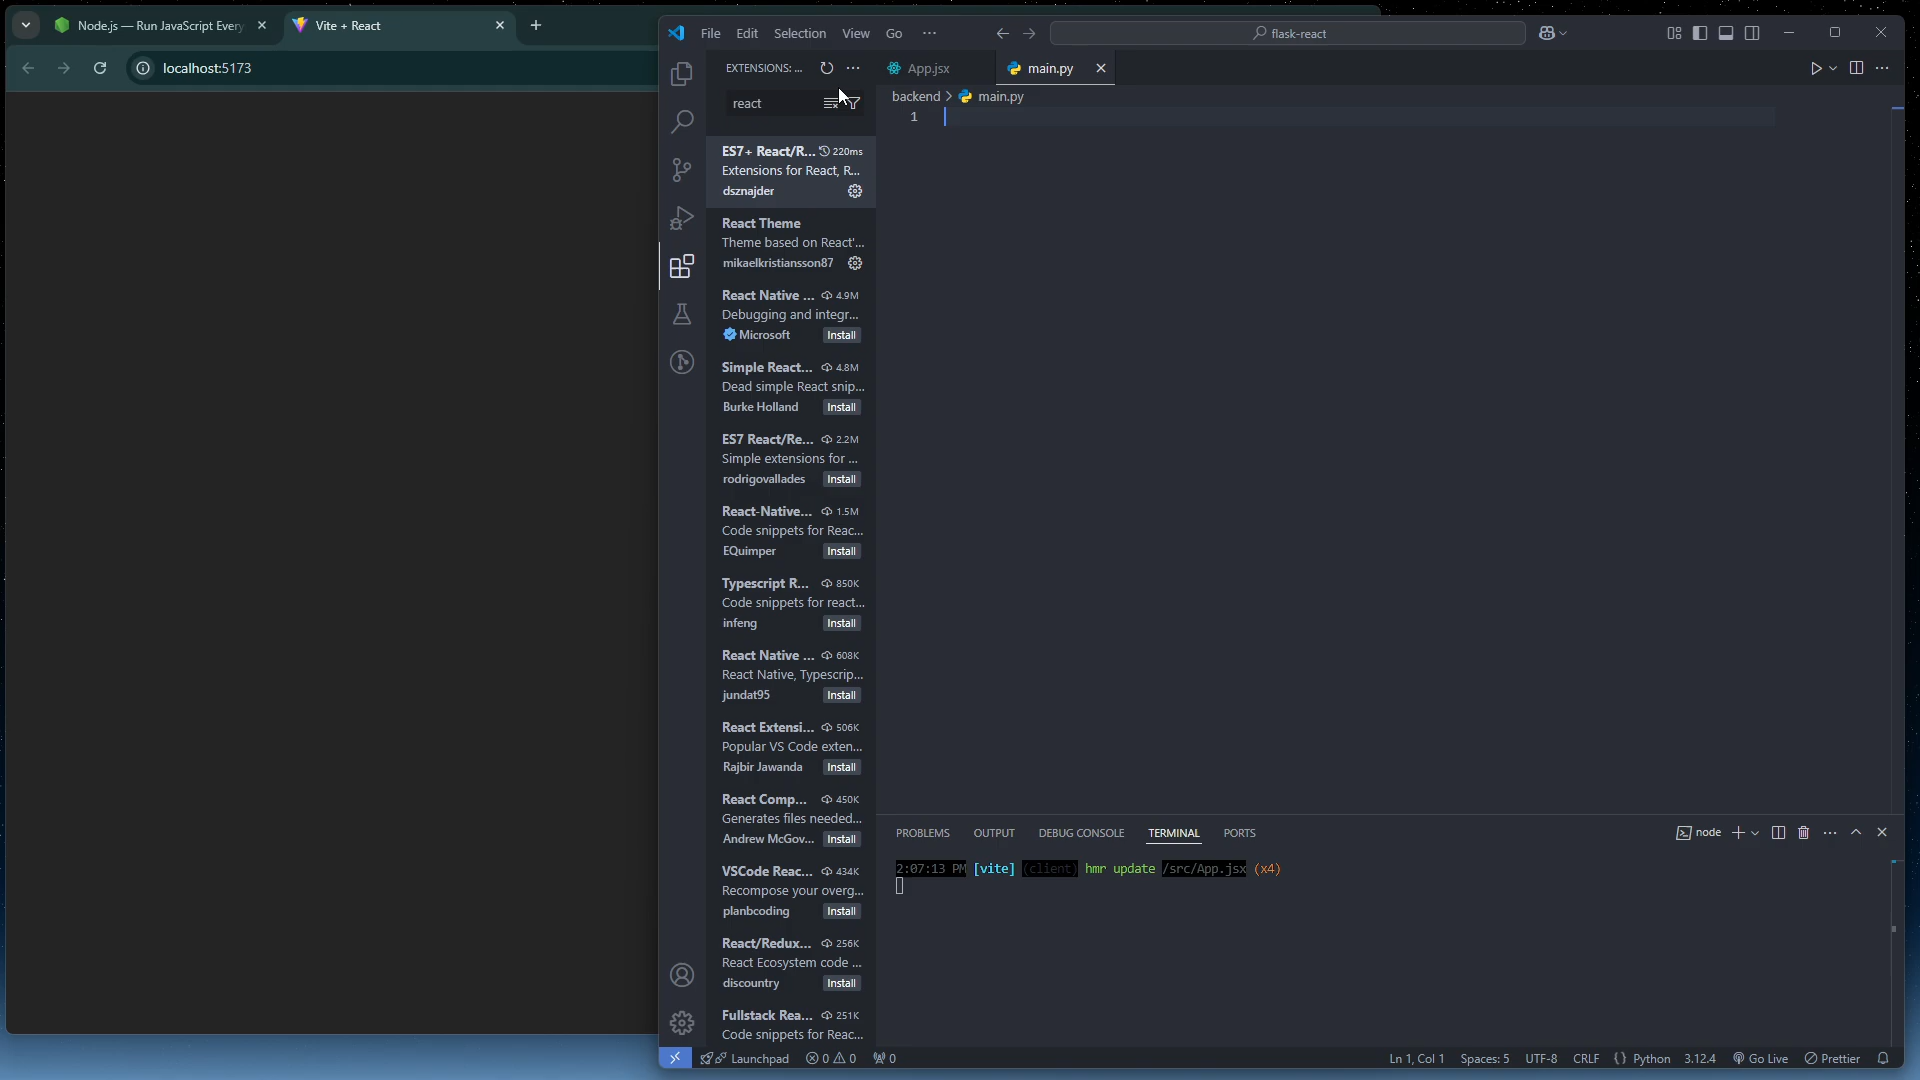 Node.js — Run JavaScript Every
Vite + React
localhost:5173
File Edit Selection View Go
flask-react
EXTENSIONS: ...
App.jsx
main.py
react
backend > main.py
1
ES7+ React/R... 220ms
Extensions for React, R...
dsznajder
React Theme
Theme based on React'...
mikaelkristiansson87
React Native ... 4.9M
Debugging and integr...
Microsoft Install
Simple React... 4.8M
Dead simple React snip...
Burke Holland Install
ES7 React/Re... 2.2M
Simple extensions for ...
rodrigovallades Install
React-Native... 1.5M
Code snippets for Reac...
EQuimper Install
Typescript R... 850K
Code snippets for react...
infeng Install
React Native ... 608K
React Native, Typescrip...
jundat95 Install
React Extensi... 506K
Popular VS Code exten...
Rajbir Jawanda Install
React Comp... 450K
Generates files needed...
Andrew McGov... Install
VSCode Reac... 434K
Recompose your overg...
planbcoding Install
React/Redux... 256K
React Ecosystem code ...
discountry Install
Fullstack Rea... 251K
Code snippets for Reac...
PROBLEMS OUTPUT DEBUG CONSOLE TERMINAL PORTS
node
2:07:13 PM [vite] (client) hmr update /src/App.jsx (x4)
Launchpad 0 0 0
Ln 1, Col 1 Spaces: 5 UTF-8 CRLF {} Python 3.12.4 Go Live Prettier